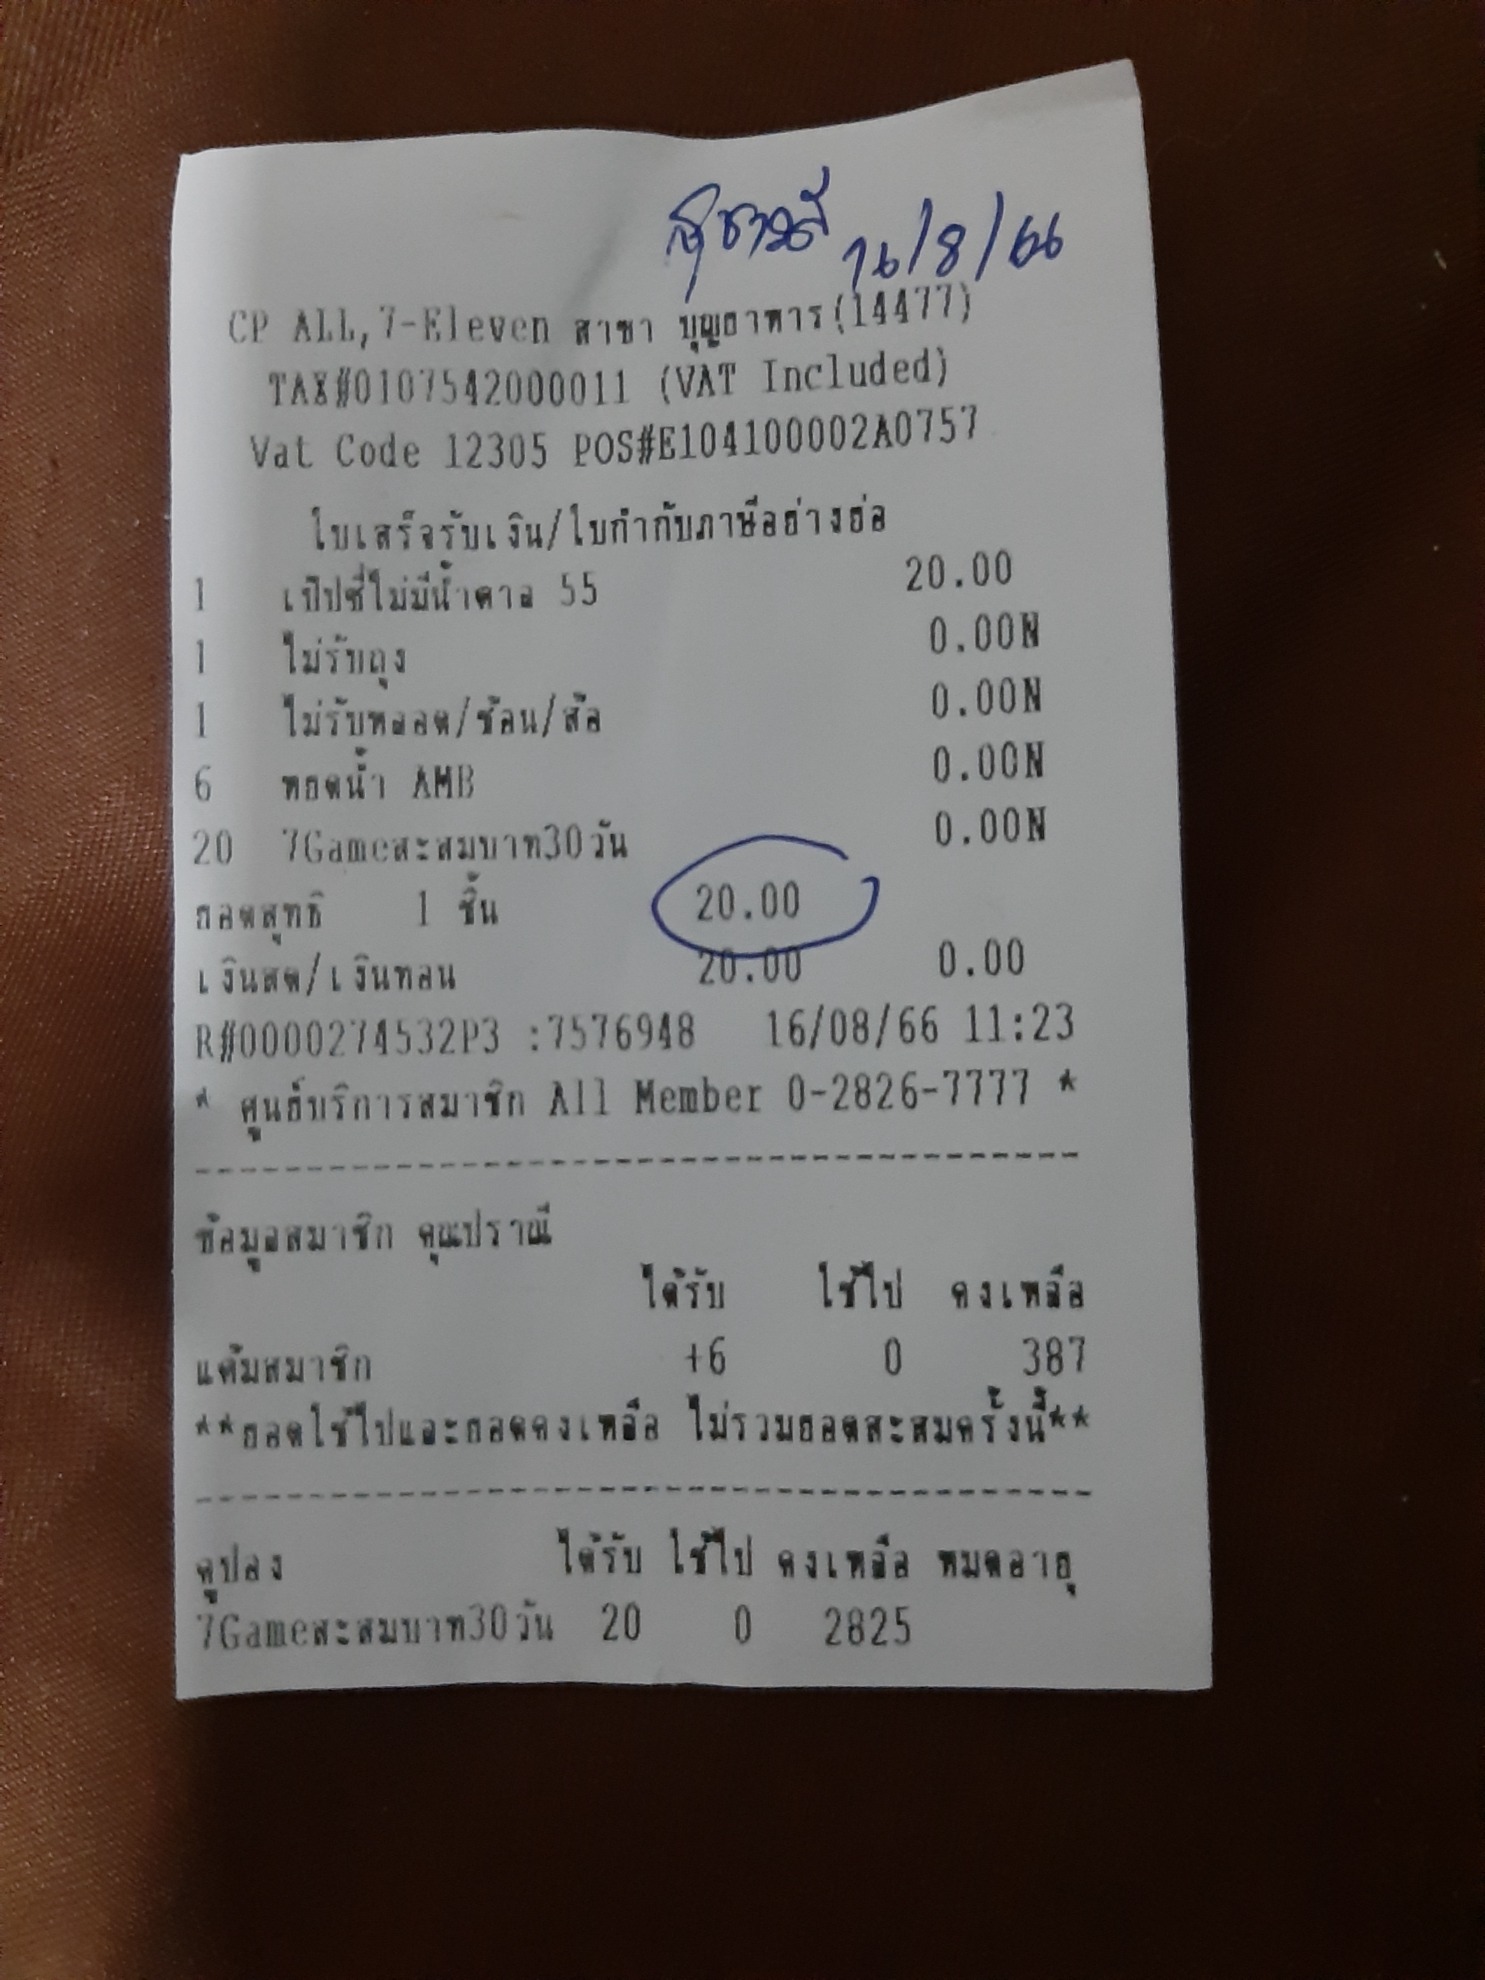 16/8/66
CP ALL,7-Eleven สาขา บุญธาหาร(14477)
TAX#0107542000011 (VAT Included)
Vat Code 12305 POS#E104100002A0757
ใบเสร็จรับเงิน/ใบกำกับภาษีอย่างย่อ
1 เป๊ปซี่ไม่มีน้ำตาล 55 20.00
1 ไม่รับถุง 0.00N
1 ไม่รับหลอด/ช้อน/ส้อ 0.00N
6 หยดน้ำ AMB 0.00N
20 7Gameสะสมบาท30วัน 0.00N
ยอดสุทธิ 1 ชิ้น 20.00
เงินสด/เงินทอน 20.00 0.00
R#0000274532P3 :7576948 16/08/66 11:23
* ศูนย์บริการสมาชิก All Member 0-2826-7777 *
ข้อมูลสมาชิก คุณปราณี
ได้รับ ใช้ไป คงเหลือ
แต้มสมาชิก +6 0 387
**ยอดใช้ไปและยอดคงเหลือ ไม่รวมยอดสะสมครั้งนี้**
คูปอง ได้รับ ใช้ไป คงเหลือ หมดอายุ
7Gameสะสมบาท30วัน 20 0 2825